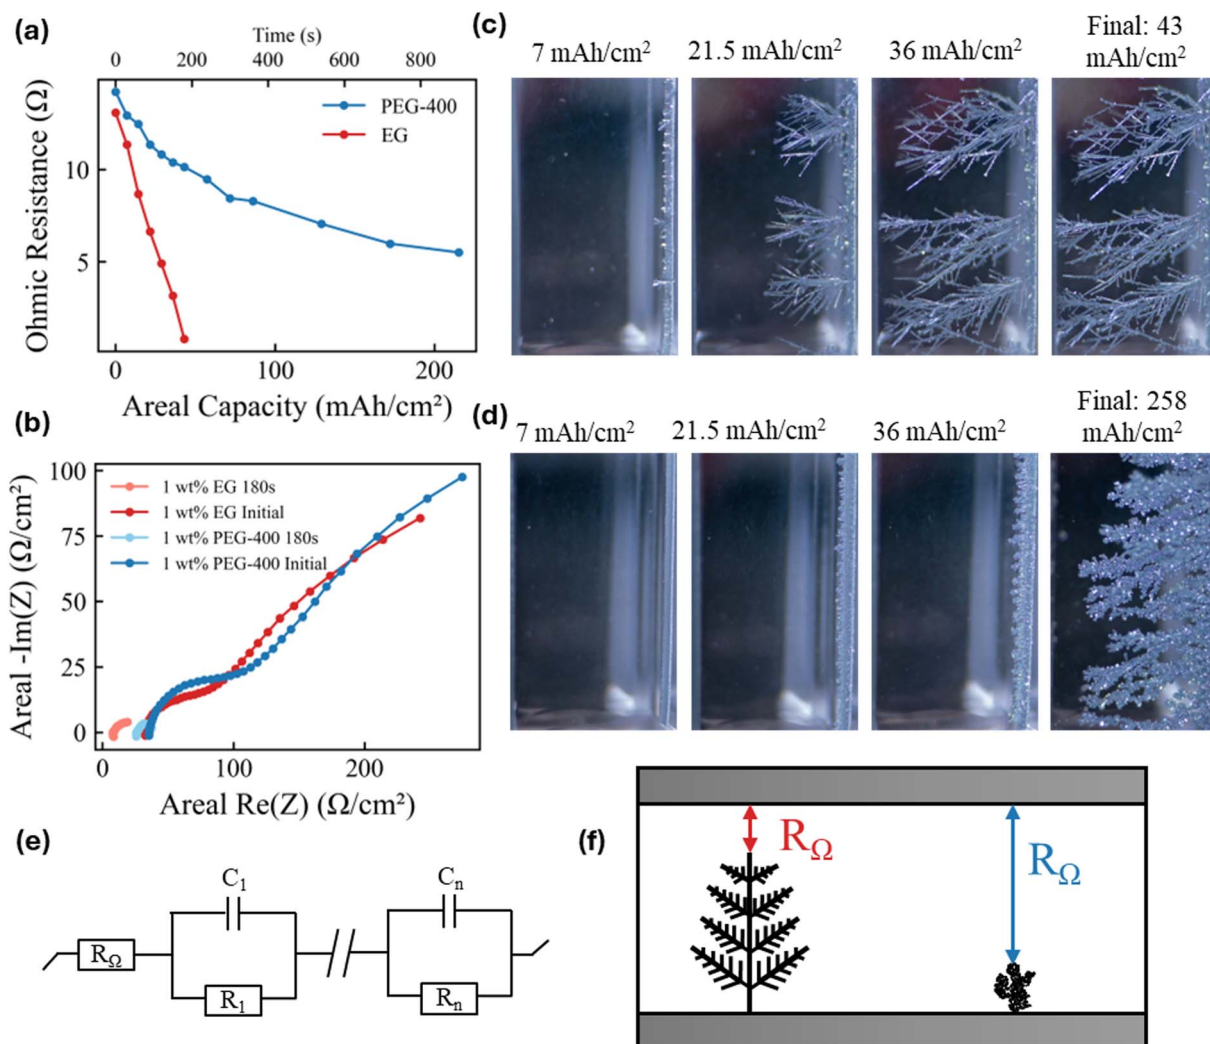 (a)
Time (s)
0 200 400 600 800
Ohmic Resistance (Ω)
10
5
PEG-400
EG
0 100 200
Areal Capacity (mAh/cm²)
(b)
Areal -Im(Z) (Ω/cm²)
100
75
50
25
0
1 wt% EG 180s
1 wt% EG Initial
1 wt% PEG-400 180s
1 wt% PEG-400 Initial
0 100 200
Areal Re(Z) (Ω/cm²)
(c)
7 mAh/cm²
21.5 mAh/cm²
36 mAh/cm²
Final: 43
mAh/cm²
(d)
7 mAh/cm²
21.5 mAh/cm²
36 mAh/cm²
Final: 258
mAh/cm²
(e)
C₁
Cₙ
R_Ω
R₁
Rₙ
(f)
R_Ω
R_Ω